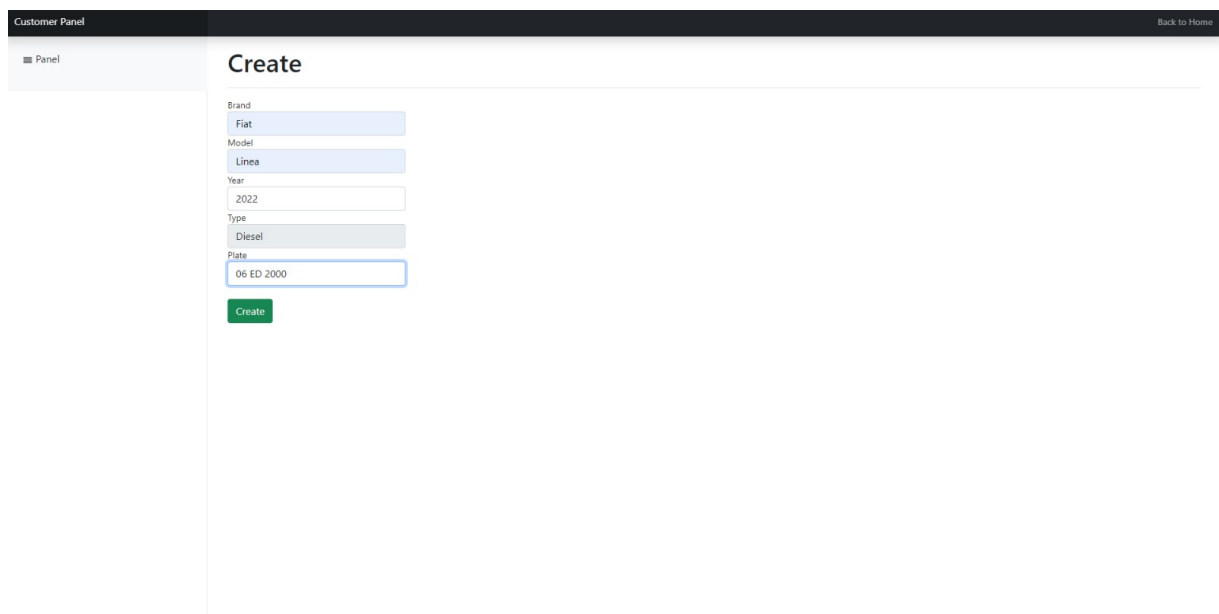 Customer Panel
Back to Home
Panel
Create
Brand
Fiat
Model
Linea
Year
2022
Type
Diesel
Plate
06 ED 2000
Create